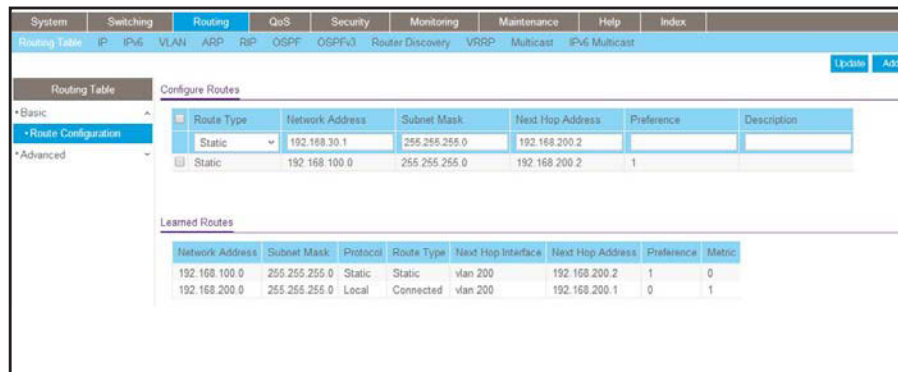 System Switching Routing QoS Security Monitoring Maintenance Help Index
Routing Table IP IPv6 VLAN ARP RIP OSPF OSPFv3 Router Discovery VRRP Multicast IPv6 Multicast
Update Add
Routing Table
Configure Routes
•Basic
•Route Configuration
•Advanced
Route Type Network Address Subnet Mask Next Hop Address Preference Description
Static 192.168.30.1 255.255.255.0 192.168.200.2
Static 192.168.100.0 255.255.255.0 192.168.200.2 1
Learned Routes
Network Address Subnet Mask Protocol Route Type Next Hop Interface Next Hop Address Preference Metric
192.168.100.0 255.255.255.0 Static Static vlan 200 192.168.200.2 1 0
192.168.200.0 255.255.255.0 Local Connected vlan 200 192.168.200.1 0 1